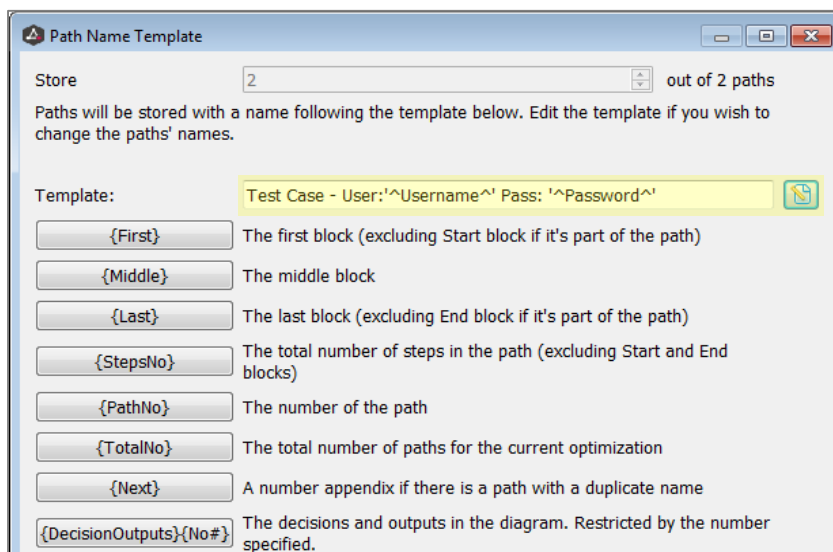 Path Name Template
Store 2 out of 2 paths
Paths will be stored with a name following the template below. Edit the template if you wish to
change the paths' names.
Template: Test Case - User:'^Username^' Pass: '^Password^'
{First} The first block (excluding Start block if it's part of the path)
{Middle} The middle block
{Last} The last block (excluding End block if it's part of the path)
{StepsNo} The total number of steps in the path (excluding Start and End
blocks)
{PathNo} The number of the path
{TotalNo} The total number of paths for the current optimization
{Next} A number appendix if there is a path with a duplicate name
{DecisionOutputs}{No#} The decisions and outputs in the diagram. Restricted by the number
specified.